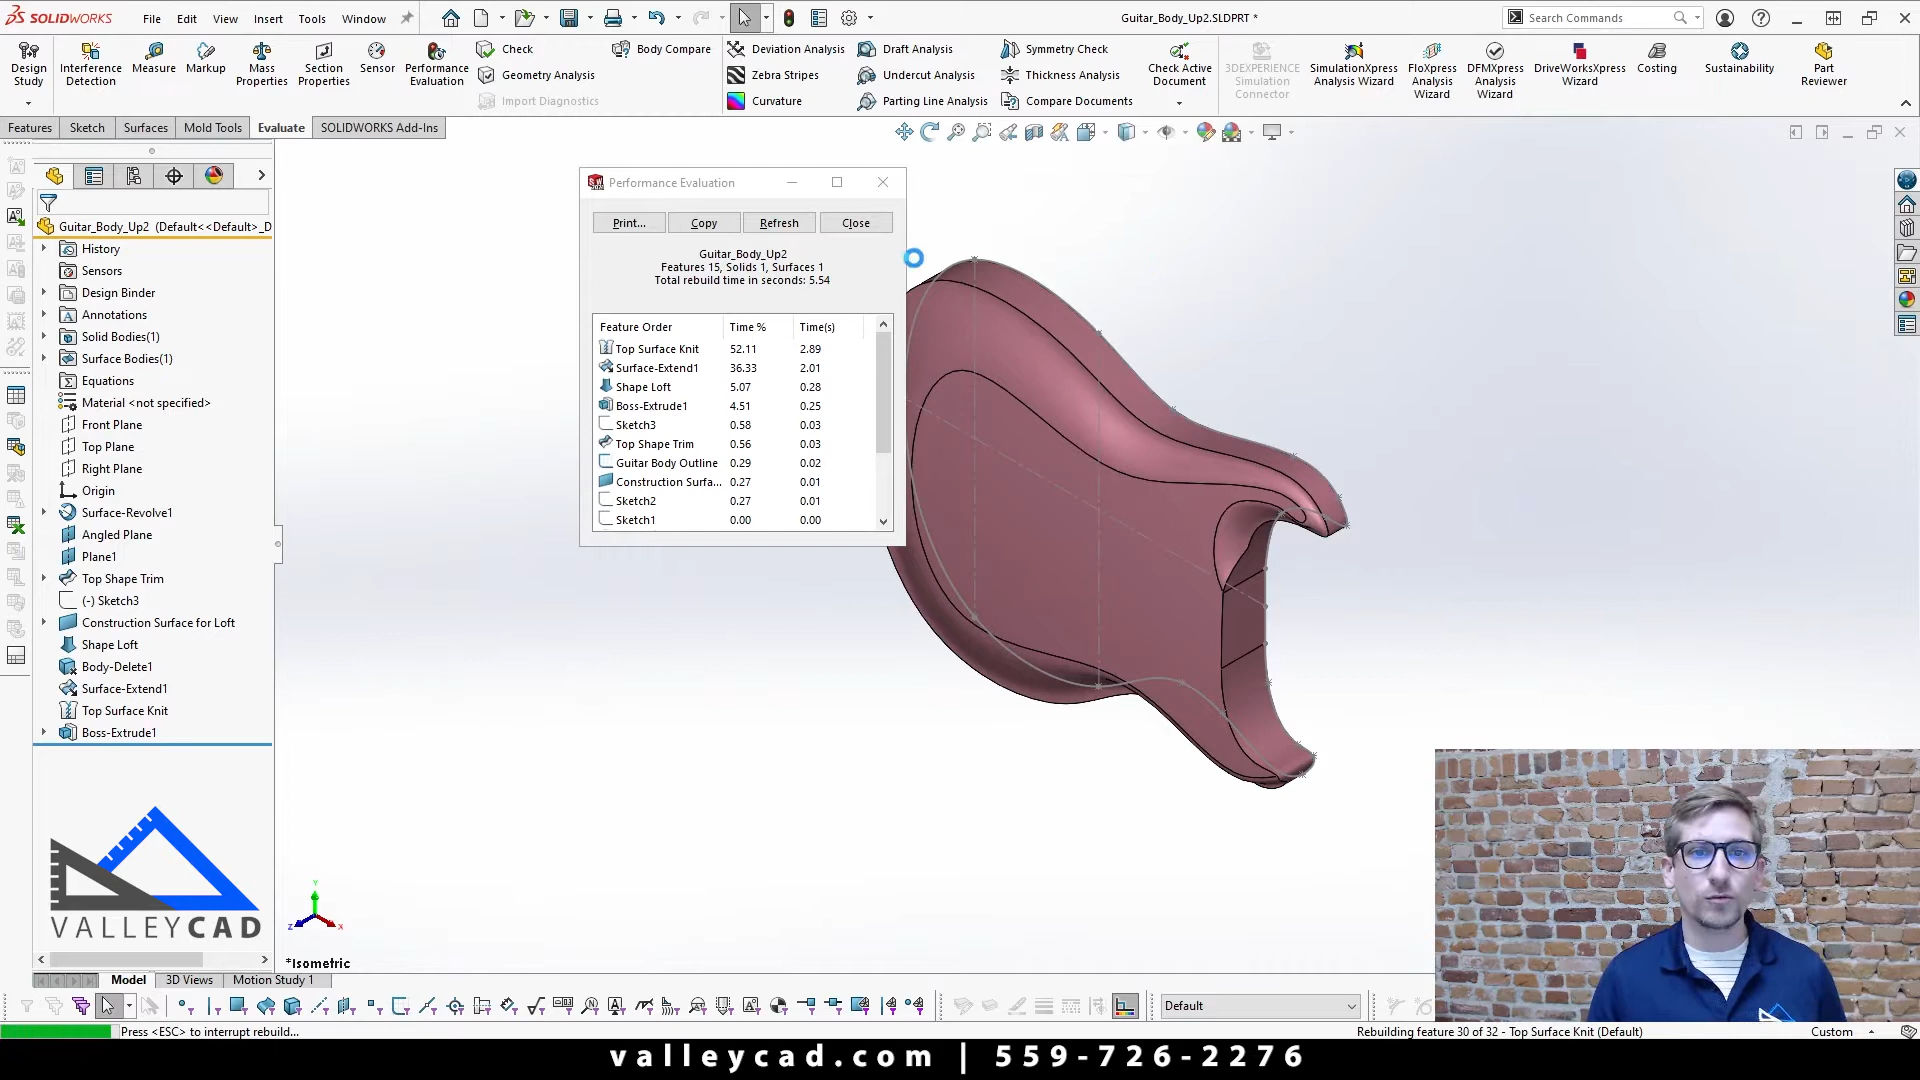 SOLIDWORKS
File Edit View Insert Tools Window
Guitar_Body_Up2.SLDPRT *
Search Commands
Design Study
Interference Detection
Measure
Markup
Mass Properties
Section Properties
Sensor
Performance Evaluation
Check
Geometry Analysis
Import Diagnostics
Body Compare
Deviation Analysis
Zebra Stripes
Curvature
Draft Analysis
Undercut Analysis
Parting Line Analysis
Symmetry Check
Thickness Analysis
Compare Documents
Check Active Document
3DEXPERIENCE Simulation Connector
SimulationXpress Analysis Wizard
FloXpress Analysis Wizard
DFMXpress Analysis Wizard
DriveWorksXpress Wizard
Costing
Sustainability
Part Reviewer
Features Sketch Surfaces Mold Tools Evaluate SOLIDWORKS Add-Ins
Guitar_Body_Up2 (Default<<Default>_D
History
Sensors
Design Binder
Annotations
Solid Bodies(1)
Surface Bodies(1)
Equations
Material <not specified>
Front Plane
Top Plane
Right Plane
Origin
Surface-Revolve1
Angled Plane
Plane1
Top Shape Trim
(-) Sketch3
Construction Surface for Loft
Shape Loft
Body-Delete1
Surface-Extend1
Top Surface Knit
Boss-Extrude1
Performance Evaluation
Print... Copy Refresh Close
Guitar_Body_Up2
Features 15, Solids 1, Surfaces 1
Total rebuild time in seconds: 5.54
Feature Order Time % Time(s)
Top Surface Knit 52.11 2.89
Surface-Extend1 36.33 2.01
Shape Loft 5.07 0.28
Boss-Extrude1 4.51 0.25
Sketch3 0.58 0.03
Top Shape Trim 0.56 0.03
Guitar Body Outline 0.29 0.02
Construction Surfa... 0.27 0.01
Sketch2 0.27 0.01
Sketch1 0.00 0.00
VALLEYCAD
Y
Z
X
*Isometric
Model 3D Views Motion Study 1
Default
Press <ESC> to interrupt rebuild...
Rebuilding feature 30 of 32 - Top Surface Knit (Default)
Custom
valleycad.com | 559-726-2276